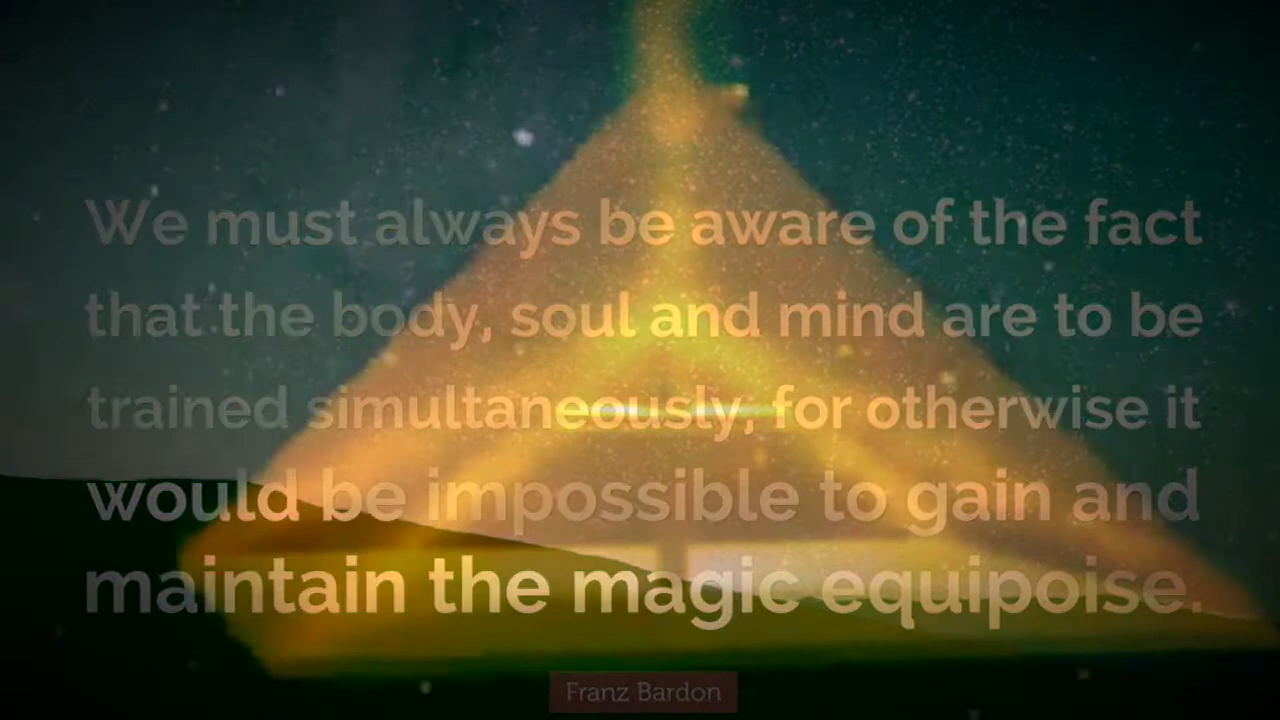 We must always be aware of the fact
that the body, soul and mind are to be
trained simultaneously, for otherwise it
would be impossible to gain and
maintain the magic equipoise.
Franz Bardon